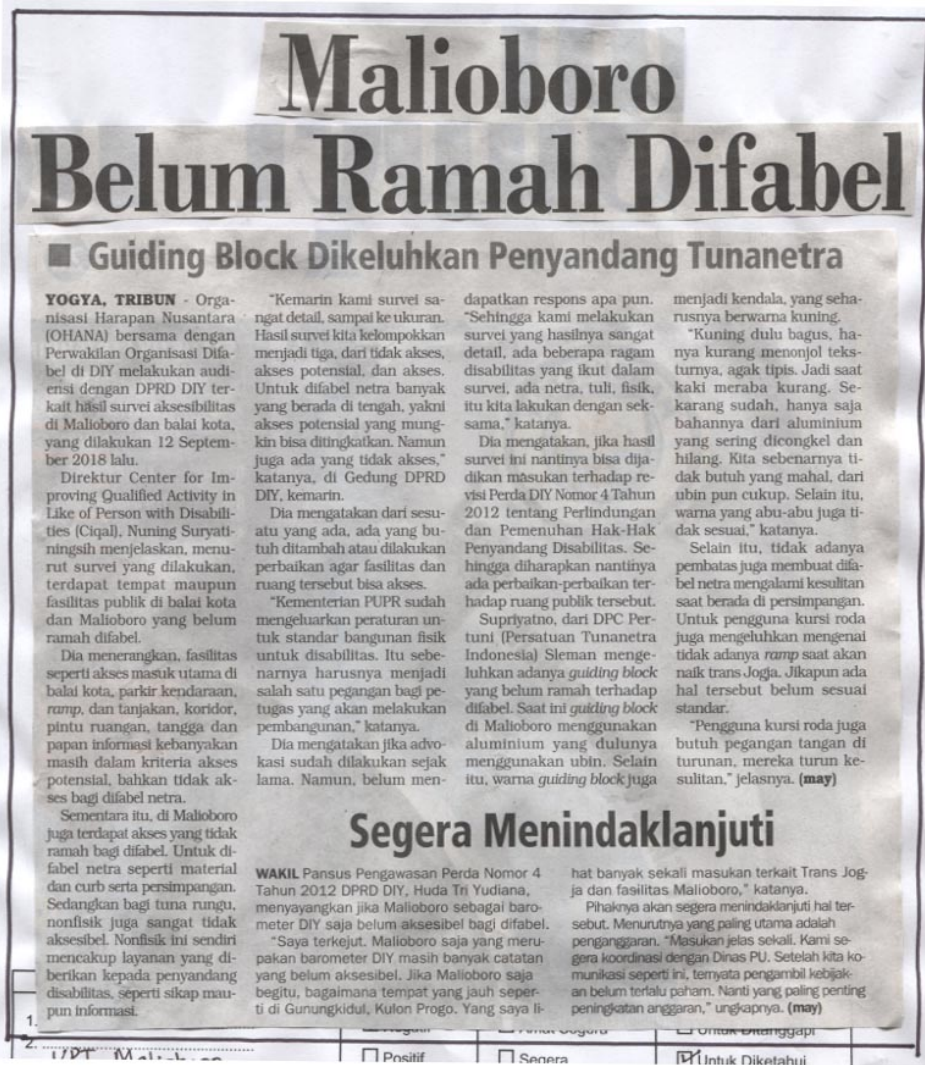 Malioboro
Belum Ramah Difabel
Guiding Block Dikeluhkan Penyandang Tunanetra
YOGYA, TRIBUN - Orga-
nisasi Harapan Nusantara
(OHANA) bersama dengan
Perwakilan Organisasi Difa-
bel di DIY melakukan audi-
ensi dengan DPRD DIY ter-
kait hasil survei aksesibilitas
di Malioboro dan balai kota,
yang dilakukan 12 Septem-
ber 2018 lalu.
Direktur Center for Im-
proving Qualified Activity in
Like of Person with Disabili-
ties (Ciqal), Nuning Suryati-
ningsih menjelaskan, menu-
rut survei yang dilakukan,
terdapat tempat maupun
fasilitas publik di balai kota
dan Malioboro yang belum
ramah difabel.
Dia menerangkan, fasilitas
seperti akses masuk utama di
balai kota, parkir kendaraan,
ramp, dan tanjakan, koridor,
pintu ruangan, tangga dan
papan informasi kebanyakan
masih dalam kriteria akses
potensial, bahkan tidak ak-
ses bagi difabel netra.
Sementara itu, di Malioboro
juga terdapat akses yang tidak
ramah bagi difabel. Untuk di-
fabel netra seperti material
dan curb serta persimpangan.
Sedangkan bagi tuna rungu,
nonfisik juga sangat tidak
aksesibel. Nonfisik ini sendiri
mencakup layanan yang di-
berikan kepada penyandang
disabilitas, seperti sikap mau-
pun informasi.
"Kemarin kami survei sa-
ngat detail, sampai ke ukuran.
Hasil survei kita kelompokkan
menjadi tiga, dari tidak akses,
akses potensial, dan akses.
Untuk difabel netra banyak
yang berada di tengah, yakni
akses potensial yang mung-
kin bisa ditingkatkan. Namun
juga ada yang tidak akses,"
katanya, di Gedung DPRD
DIY, kemarin.
Dia mengatakan dari sesu-
atu yang ada, ada yang bu-
tuh ditambah atau dilakukan
perbaikan agar fasilitas dan
ruang tersebut bisa akses.
"Kementerian PUPR sudah
mengeluarkan peraturan un-
tuk standar bangunan fisik
untuk disabilitas. Itu sebe-
narnya harusnya menjadi
salah satu pegangan bagi pe-
tugas yang akan melakukan
pembangunan," katanya.
Dia mengatakan jika advo-
kasi sudah dilakukan sejak
lama. Namun, belum men-
dapatkan respons apa pun.
"Sehingga kami melakukan
survei yang hasilnya sangat
detail, ada beberapa ragam
disabilitas yang ikut dalam
survei, ada netra, tuli, fisik,
itu kita lakukan dengan sek-
sama," katanya.
Dia mengatakan, jika hasil
survei ini nantinya bisa dija-
dikan masukan terhadap re-
visi Perda DIY Nomor 4 Tahun
2012 tentang Perlindungan
dan Pemenuhan Hak-Hak
Penyandang Disabilitas. Se-
hingga diharapkan nantinya
ada perbaikan-perbaikan ter-
hadap ruang publik tersebut.
Supriyatno, dari DPC Per-
tuni (Persatuan Tunanetra
Indonesia) Sleman menge-
luhkan adanya guiding block
yang belum ramah terhadap
difabel. Saat ini guiding block
di Malioboro menggunakan
aluminium yang dulunya
menggunakan ubin. Selain
itu, warna guiding block juga
menjadi kendala, yang seha-
rusnya berwarna kuning.
"Kuning dulu bagus, ha-
nya kurang menonjol teks-
turnya, agak tipis. Jadi saat
kaki meraba kurang. Se-
karang sudah, hanya saja
bahannya dari aluminium
yang sering dicongkel dan
hilang. Kita sebenarnya ti-
dak butuh yang mahal, dari
ubin pun cukup. Selain itu,
warna yang abu-abu juga ti-
dak sesuai," katanya.
Selain itu, tidak adanya
pembatas juga membuat difa-
bel netra mengalami kesulitan
saat berada di persimpangan.
Untuk pengguna kursi roda
juga mengeluhkan mengenai
tidak adanya ramp saat akan
naik trans Jogja. Jikapun ada
hal tersebut belum sesuai
standar.
"Pengguna kursi roda juga
butuh pegangan tangan di
turunan, mereka turun ke-
sulitan," jelasnya. (may)
Segera Menindaklanjuti
WAKIL Pansus Pengawasan Perda Nomor 4
Tahun 2012 DPRD DIY, Huda Tri Yudiana,
menyayangkan jika Malioboro sebagai baro-
meter DIY saja belum aksesibel bagi difabel.
"Saya terkejut. Malioboro saja yang meru-
pakan barometer DIY masih banyak catatan
yang belum aksesibel. Jika Malioboro saja
begitu, bagaimana tempat yang jauh seper-
ti di Gunungkidul, Kulon Progo. Yang saya li-
hat banyak sekali masukan terkait Trans Jog-
ja dan fasilitas Malioboro," katanya.
Pihaknya akan segera menindaklanjuti hal ter-
sebut. Menurutnya yang paling utama adalah
penganggaran. "Masukan jelas sekali. Kami se-
gera koordinasi dengan Dinas PU. Setelah kita ko-
munikasi seperti ini, ternyata pengambil kebijak-
an belum terlalu paham. Nanti yang paling penting
peningkatan anggaran," ungkapnya. (may)
1.
2.
UPT Malioboro
Positif
Segera
Untuk Ditanggapi
Untuk Diketahui